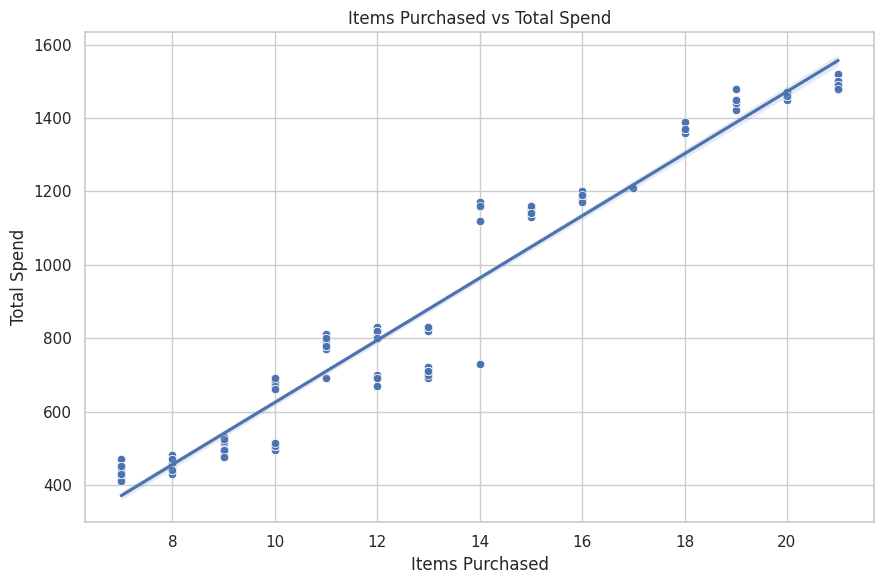 Items Purchased vs Total Spend
1600
1400
1200
1000
800
600
400
Total Spend
8 10 12 14 16 18 20
Items Purchased